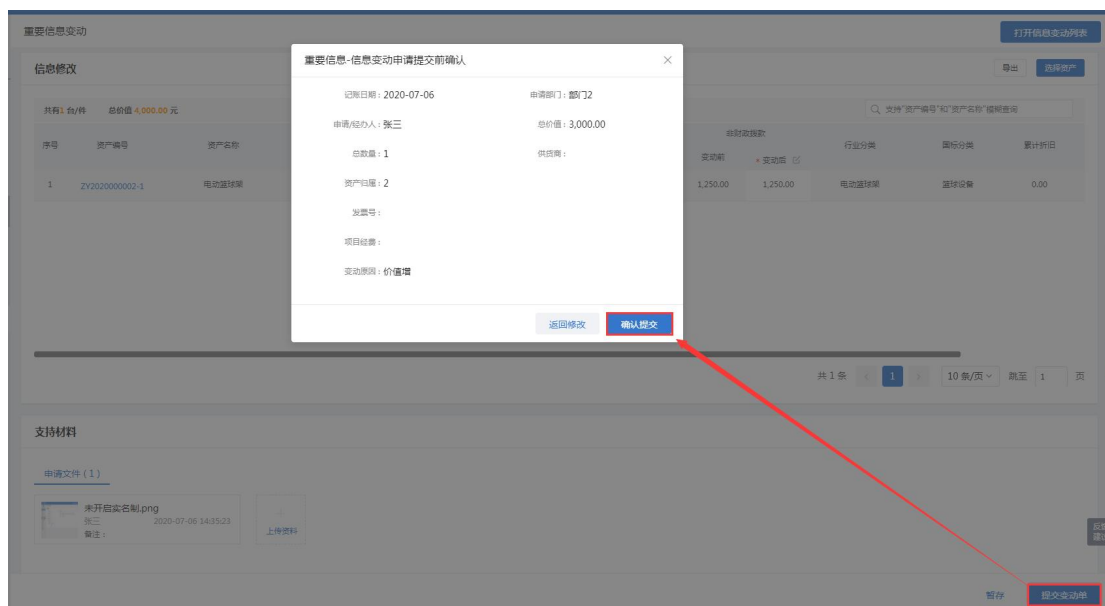 重要信息变动
打开信息变动列表
信息修改
导出
选择资产
共有1 台/件 总价值 4,000.00 元
支持"资产编号"和"资产名称"模糊查询
序号 资产编号 资产名称 非财政拨款 行业分类 国标分类 累计折旧
变动前 * 变动后
1 ZY2020000002-1 电动篮球架 1,250.00 1,250.00 电动篮球架 篮球设备 0.00
重要信息-信息变动申请提交前确认
记账日期：2020-07-06 申请部门：部门2
申请/经办人：张三 总价值：3,000.00
总数量：1 供货商：
资产归属：2
发票号：
项目经费：
变动原因：价值增
返回修改 确认提交
共 1 条 1 10 条/页 跳至 1 页
支持材料
申请文件 ( 1 )
未开启实名制.png
张三 2020-07-06 14:35:23
备注：
上传资料
暂存 提交变动单